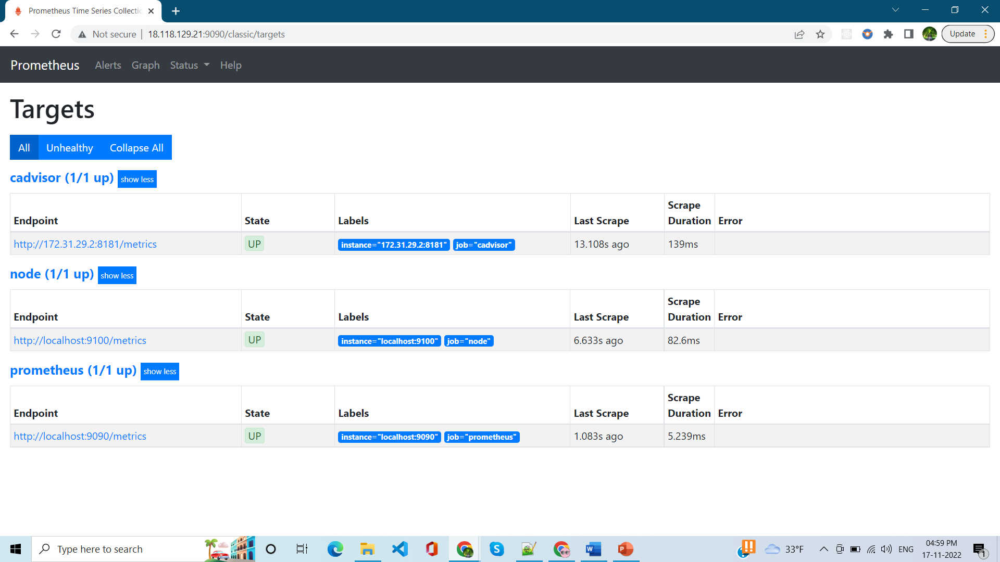 Prometheus Time Series Collectic
Not secure | 18.118.129.21:9090/classic/targets
Update
Prometheus Alerts Graph Status Help
Targets
All Unhealthy Collapse All
cadvisor (1/1 up) show less
Endpoint State Labels Last Scrape Scrape Duration Error
http://172.31.29.2:8181/metrics UP instance="172.31.29.2:8181" job="cadvisor" 13.108s ago 139ms
node (1/1 up) show less
Endpoint State Labels Last Scrape Scrape Duration Error
http://localhost:9100/metrics UP instance="localhost:9100" job="node" 6.633s ago 82.6ms
prometheus (1/1 up) show less
Endpoint State Labels Last Scrape Scrape Duration Error
http://localhost:9090/metrics UP instance="localhost:9090" job="prometheus" 1.083s ago 5.239ms
Type here to search
33°F
ENG
04:59 PM
17-11-2022
1